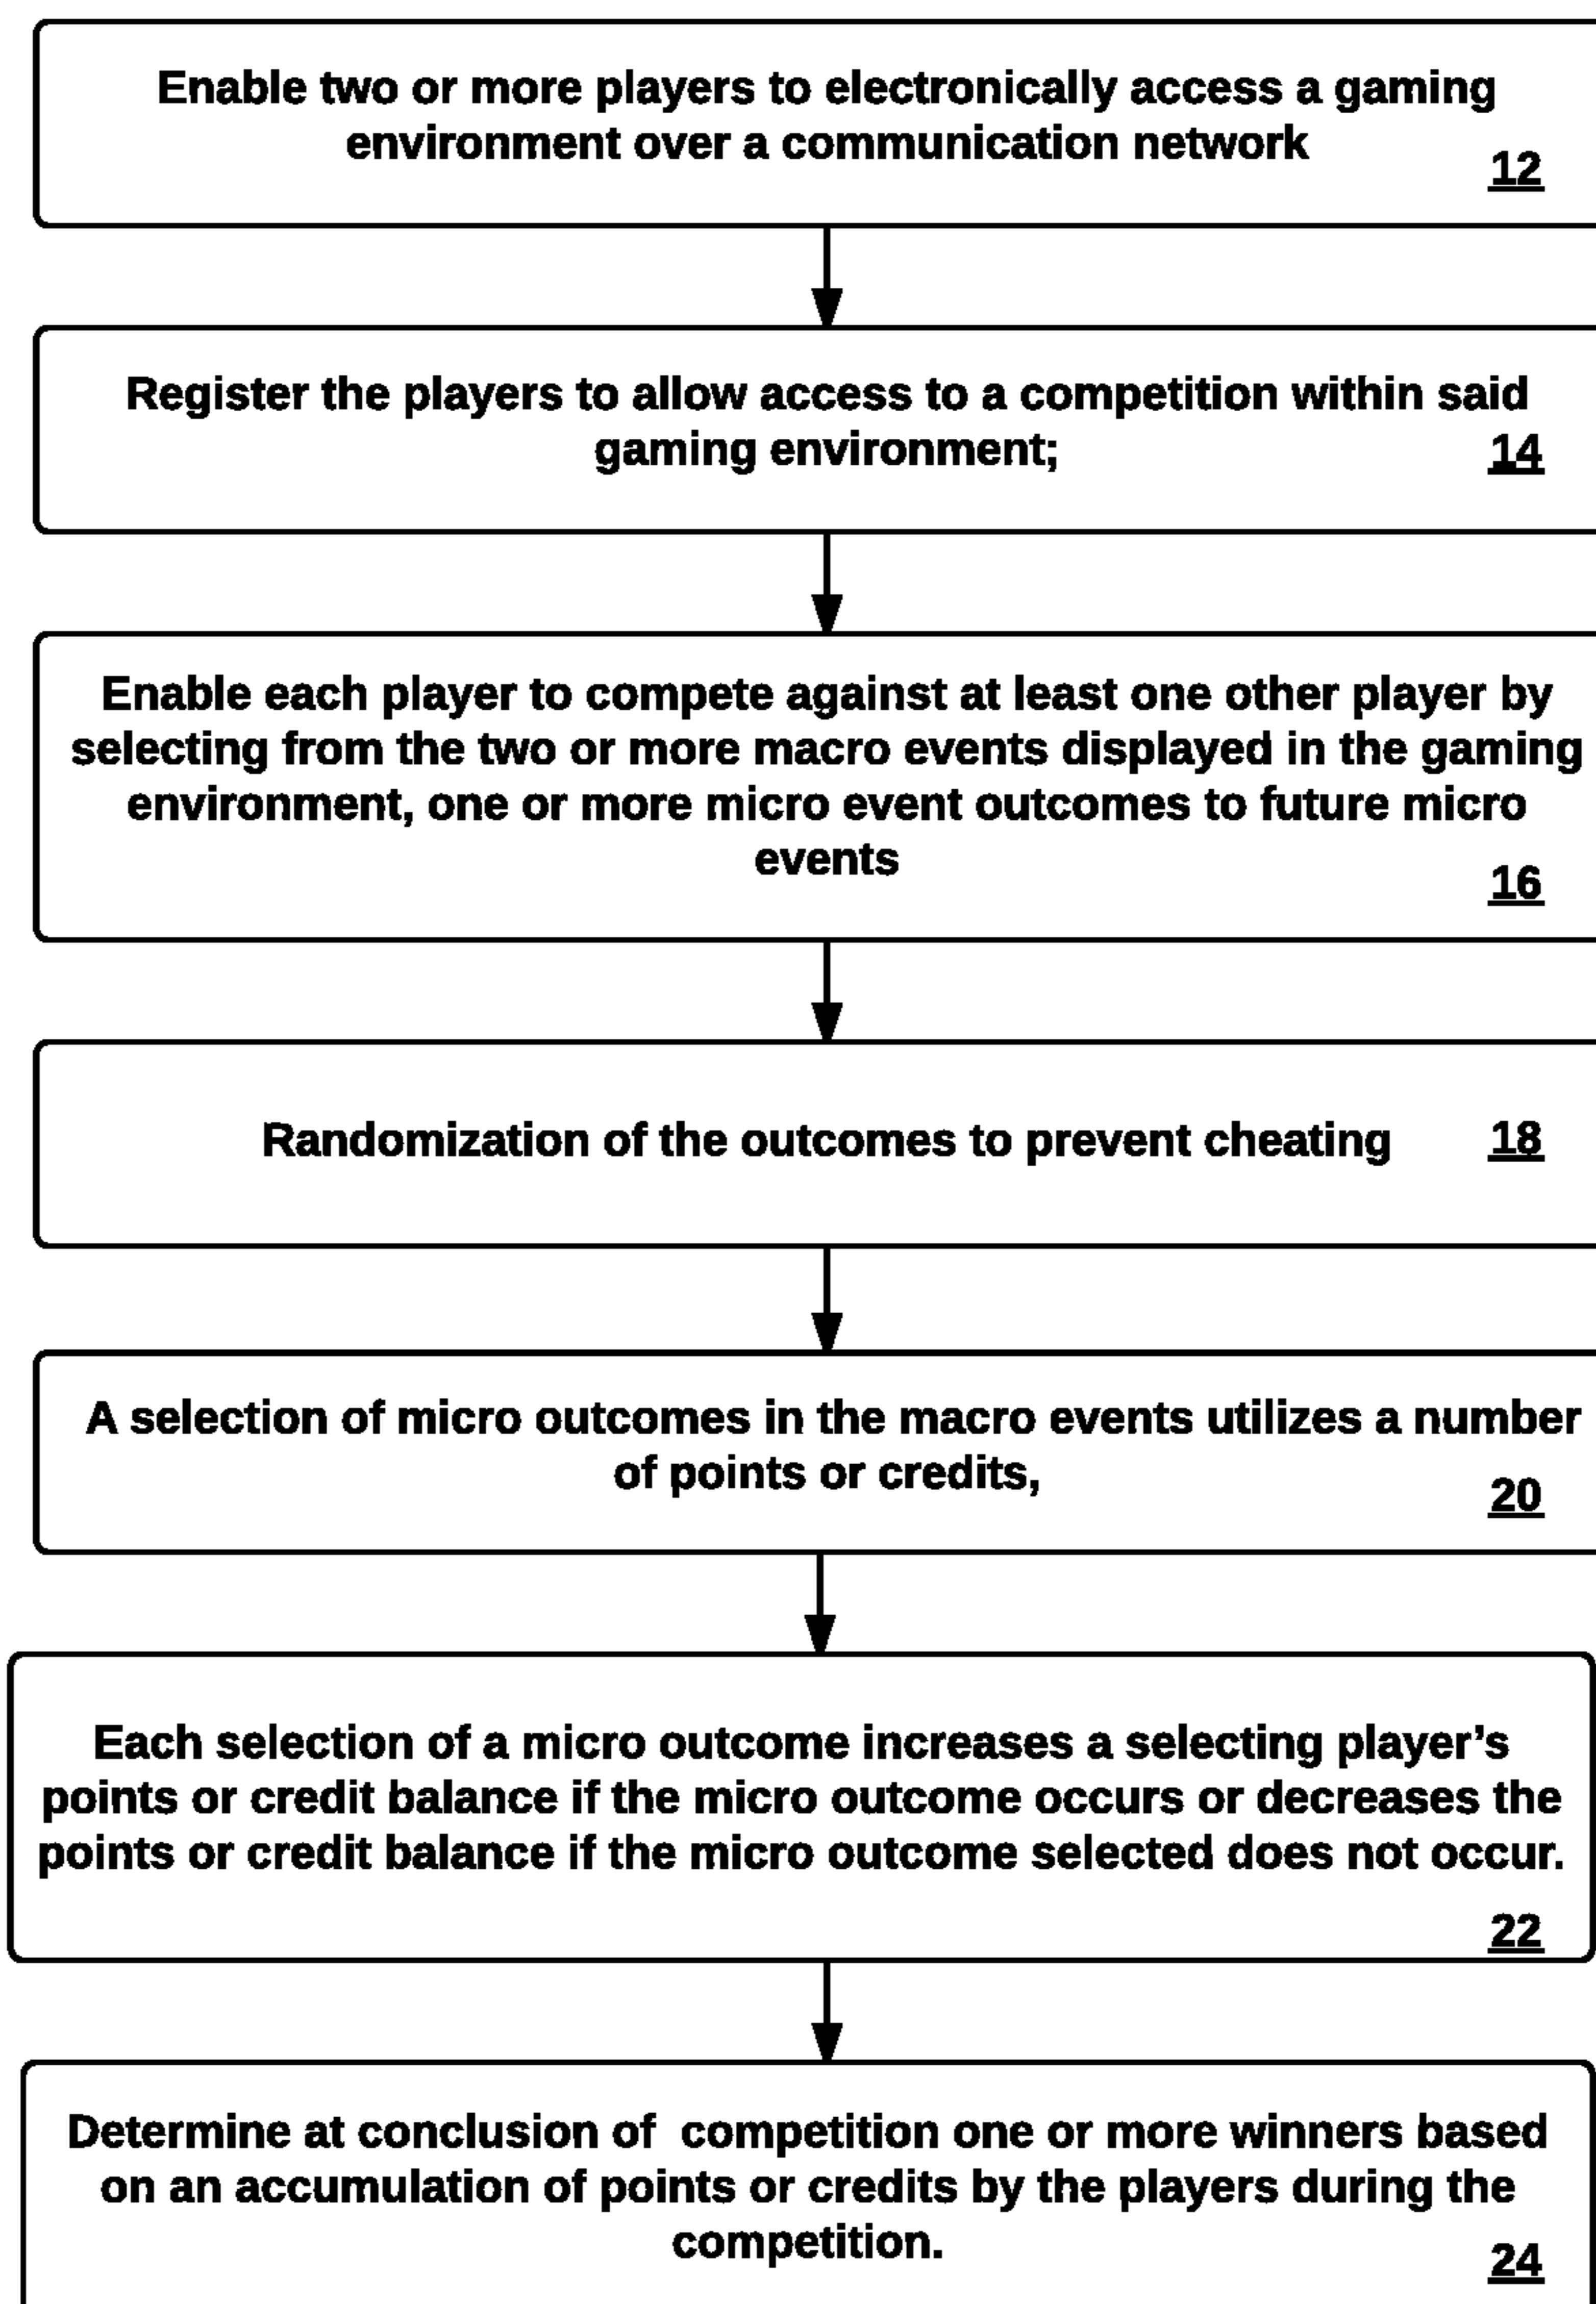 Enable two or more players to electronically access a gaming
environment over a communication network
12
Register the players to allow access to a competition within said
gaming environment;
14
Enable each player to compete against at least one other player by
selecting from the two or more macro events displayed in the gaming
environment, one or more micro event outcomes to future micro
events
16
Randomization of the outcomes to prevent cheating 18
A selection of micro outcomes in the macro events utilizes a number
of points or credits,
20
Each selection of a micro outcome increases a selecting player’s
points or credit balance if the micro outcome occurs or decreases the
points or credit balance if the micro outcome selected does not occur.
22
Determine at conclusion of  competition one or more winners based
on an accumulation of points or credits by the players during the
competition.
24